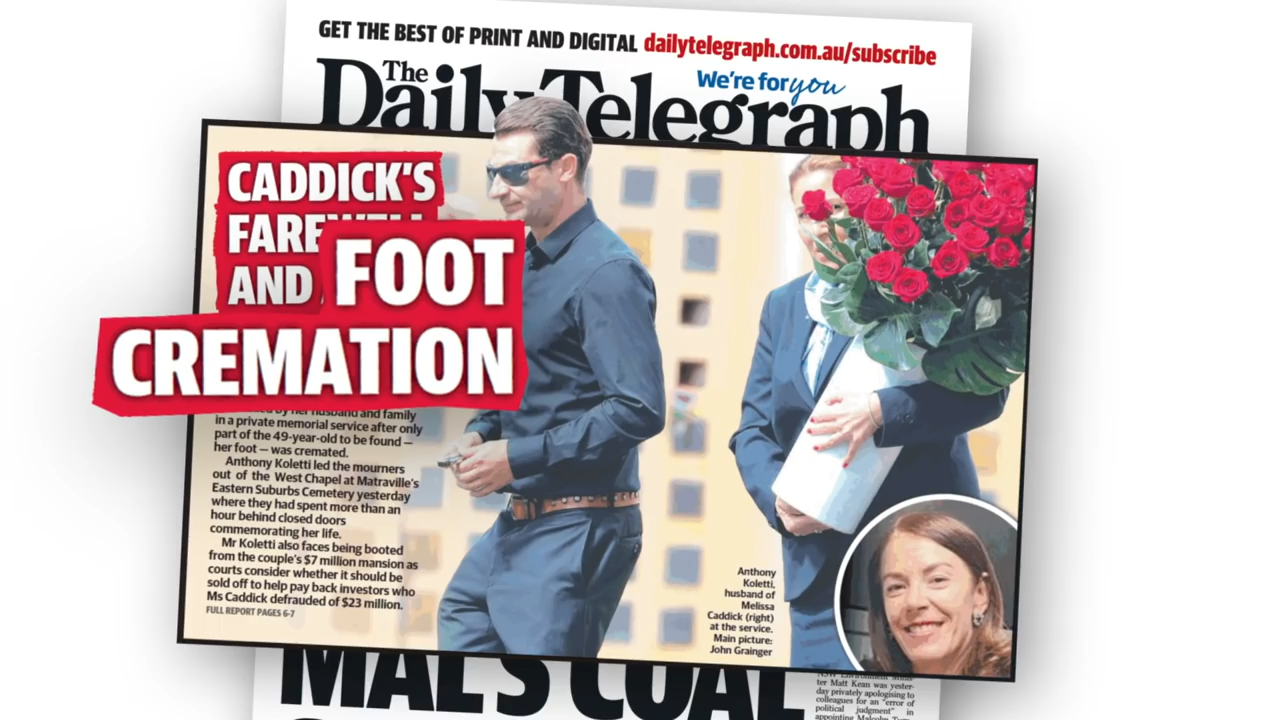 GET THE BEST OF PRINT AND DIGITAL dailytelegraph.com.au/subscribe
The
We're for you
Daily Telegraph
CADDICK'S
AND
FOOT
CREMATION
by her husband and family
in a private memorial service after only
part of the 49-year-old to be found —
her foot — was cremated.
Anthony Koletti led the mourners
out of the West Chapel at Matraville's
Eastern Suburbs Cemetery yesterday
where they had spent more than an
hour behind closed doors
commemorating her life.
Mr Koletti also faces being booted
from the couple's $7 million mansion as
courts consider whether it should be
sold off to help pay back investors who
Ms Caddick defrauded of $23 million.
FULL REPORT PAGES 6-7
Anthony
Koletti,
husband of
Melissa
Caddick (right)
at the service.
Main picture:
John Grainger
MAL'S COAL
ter Matt Kean was yester-
day privately apologising to
colleagues for an "error of
political judgment" in
appointing Malcolm